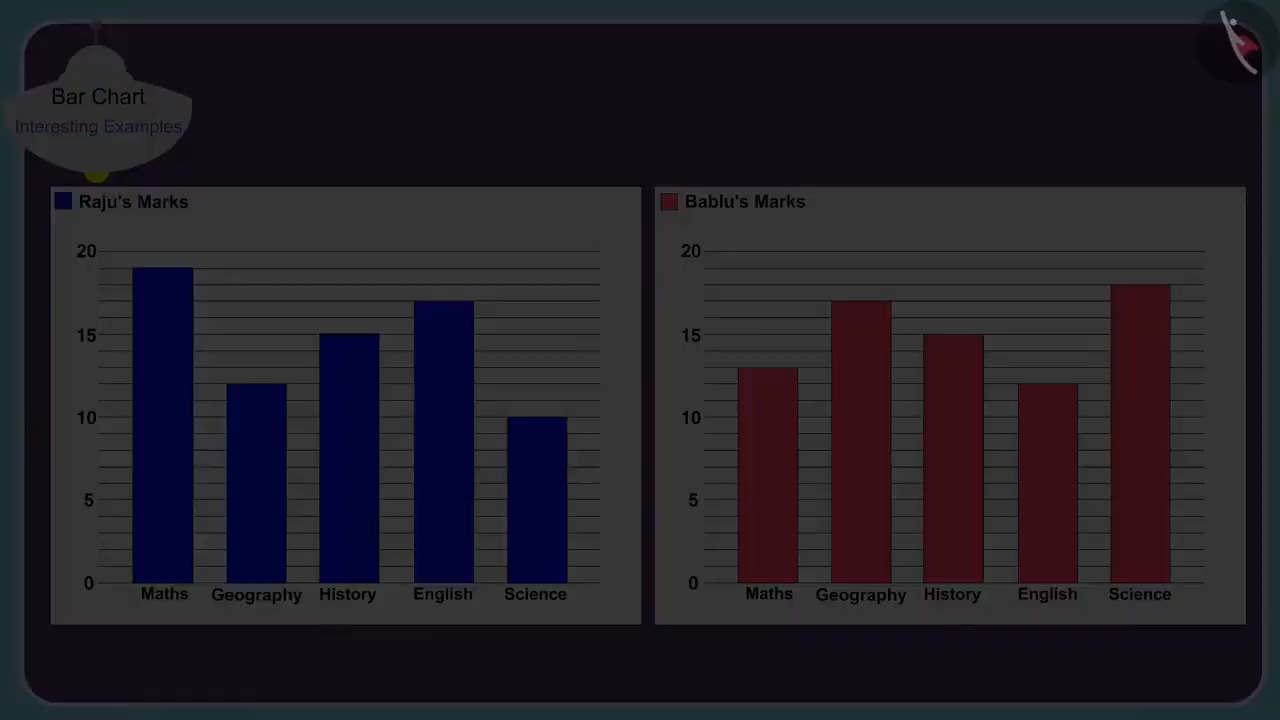 Bar Chart
Interesting Examples
Raju's Marks
20
15
10
5
0
Maths Geography History English Science
Bablu's Marks
20
15
10
5
0
Maths Geography History English Science